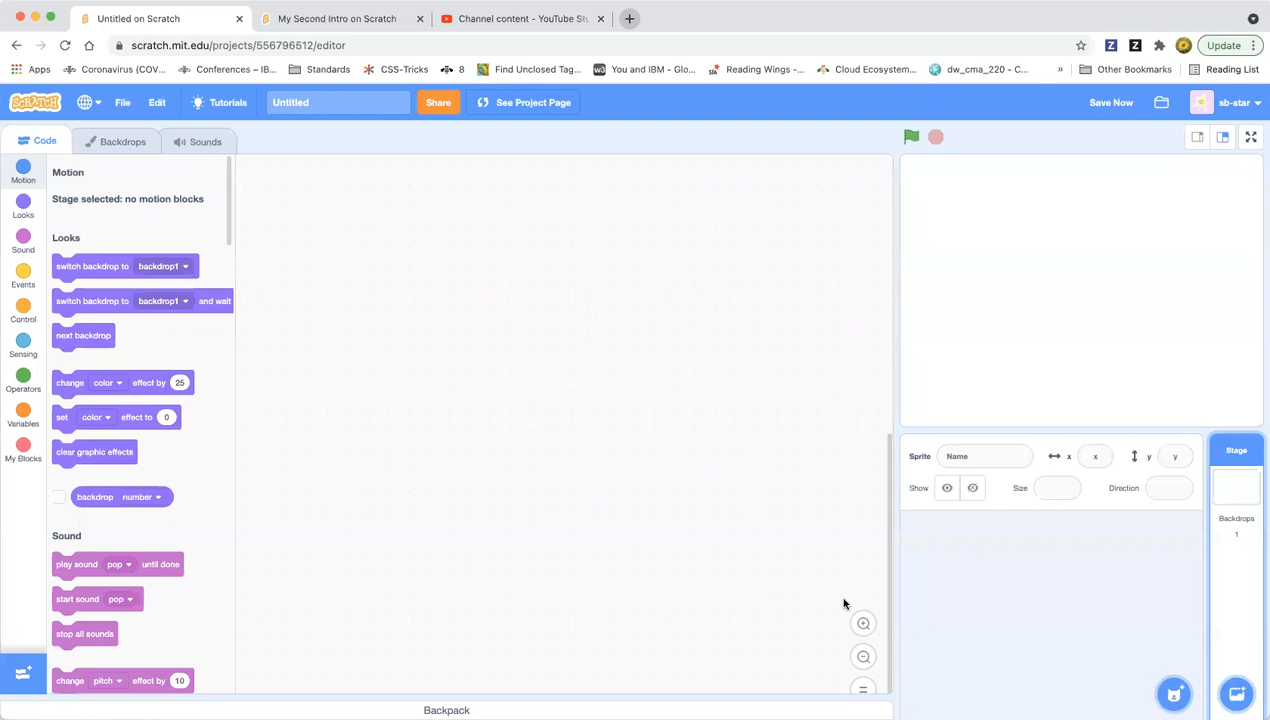 Untitled on Scratch
My Second Intro on Scratch
Channel content - YouTube Stu
scratch.mit.edu/projects/556796512/editor
Update
Apps
Coronavirus (COV...
Conferences – IB...
Standards
CSS-Tricks
8
Find Unclosed Tag...
w3
You and IBM - Glo...
Reading Wings -...
Cloud Ecosystem...
dw_cma_220 - C...
»
Other Bookmarks
Reading List
SCRATCH
File
Edit
Tutorials
Untitled
Share
See Project Page
Save Now
sb-star
Code
Backdrops
Sounds
Motion
Looks
Sound
Events
Control
Sensing
Operators
Variables
My Blocks
Motion
Stage selected: no motion blocks
Looks
switch backdrop to backdrop1
switch backdrop to backdrop1 and wait
next backdrop
change color effect by 25
set color effect to 0
clear graphic effects
backdrop number
Sound
play sound pop until done
start sound pop
stop all sounds
change pitch effect by 10
Backpack
Sprite Name x x y y
Show Size Direction
Stage
Backdrops
1